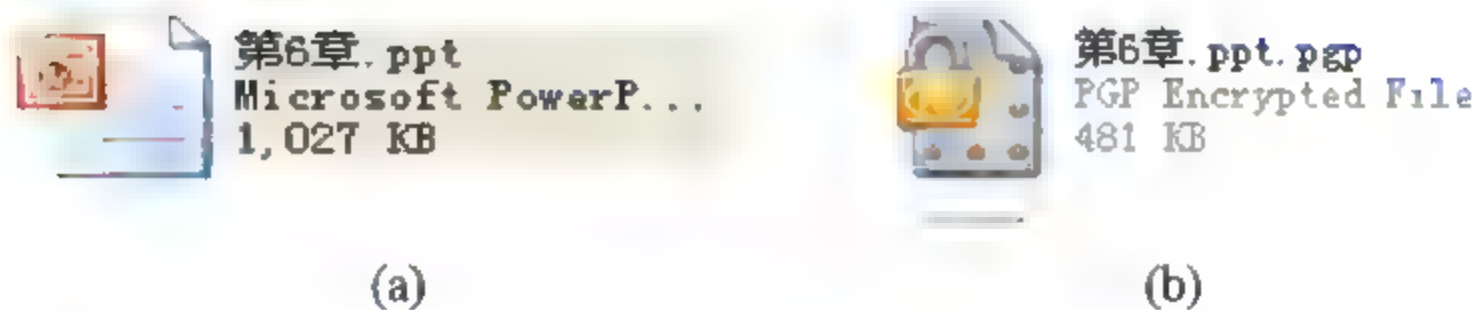 第6章.ppt
Microsoft PowerP...
1,027 KB
(a)
第6章.ppt.pgp
PGP Encrypted File
481 KB
(b)